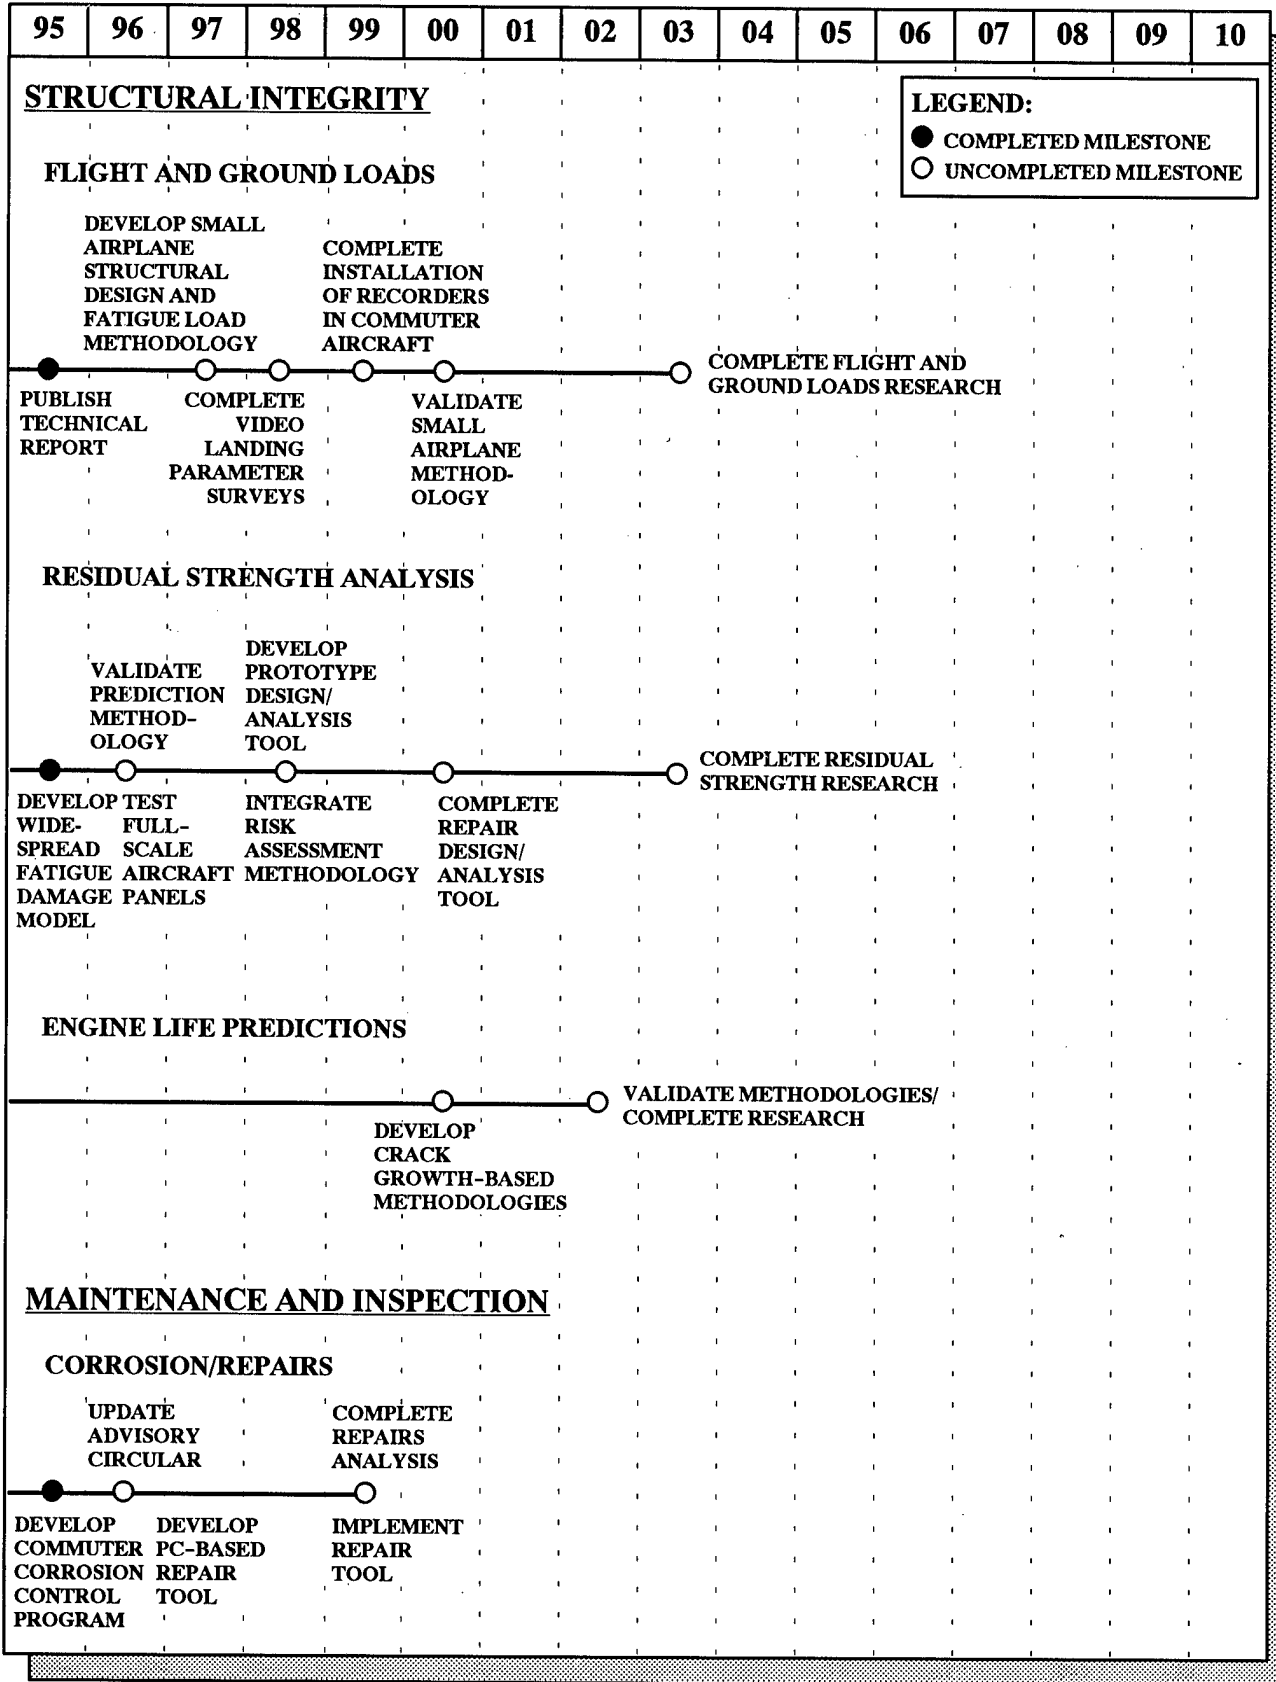 95 96 97 98 99 00 01 02 03 04 05 06 07 08 09 10
STRUCTURAL INTEGRITY
LEGEND:
COMPLETED MILESTONE
UNCOMPLETED MILESTONE
FLIGHT AND GROUND LOADS
DEVELOP SMALL
AIRPLANE
STRUCTURAL
DESIGN AND
FATIGUE LOAD
METHODOLOGY
COMPLETE
INSTALLATION
OF RECORDERS
IN COMMUTER
AIRCRAFT
COMPLETE FLIGHT AND
GROUND LOADS RESEARCH
PUBLISH
TECHNICAL
REPORT
COMPLETE
VIDEO
LANDING
PARAMETER
SURVEYS
VALIDATE
SMALL
AIRPLANE
METHOD-
OLOGY
RESIDUAL STRENGTH ANALYSIS
VALIDATE
PREDICTION
METHOD-
OLOGY
DEVELOP
PROTOTYPE
DESIGN/
ANALYSIS
TOOL
COMPLETE RESIDUAL
STRENGTH RESEARCH
DEVELOP
WIDE-
SPREAD
FATIGUE
DAMAGE
MODEL
TEST
FULL-
SCALE
AIRCRAFT
PANELS
INTEGRATE
RISK
ASSESSMENT
METHODOLOGY
COMPLETE
REPAIR
DESIGN/
ANALYSIS
TOOL
ENGINE LIFE PREDICTIONS
VALIDATE METHODOLOGIES/
COMPLETE RESEARCH
DEVELOP
CRACK
GROWTH-BASED
METHODOLOGIES
MAINTENANCE AND INSPECTION
CORROSION/REPAIRS
UPDATE
ADVISORY
CIRCULAR
COMPLETE
REPAIRS
ANALYSIS
DEVELOP
COMMUTER
CORROSION
CONTROL
PROGRAM
DEVELOP
PC-BASED
REPAIR
TOOL
IMPLEMENT
REPAIR
TOOL